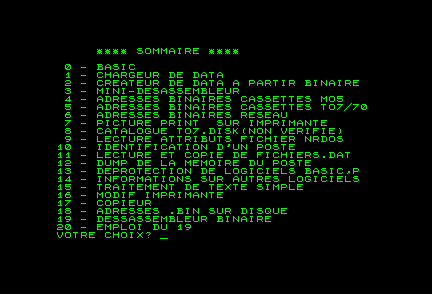 **** SOMMAIRE ****
0 - BASIC
1 - CHARGEUR DE DATA
2 - CREATEUR DE DATA A PARTIR BINAIRE
3 - MINI-DESASSEMBLEUR
4 - ADRESSES BINAIRES CASSETTES MO5
5 - ADRESSES BINAIRES CASSETTES TO7/70
6 - ADRESSES BINAIRES RESEAU
7 - PICTURE PRINT  SUR IMPRIMANTE
8 - CATALOGUE TO7.DISK(NON VERIFIE)
9 - LECTURE ATTRIBUTS FICHIER NRDOS
10 - IDENTIFICATION D'UN POSTE
11 - LECTURE ET COPIE DE FICHIERS.DAT
12 - DUMP DE LA MEMOIRE DU POSTE
13 - DEPROTECTION DE LOGICIELS BASIC,P
14 - INFORMATIONS SUR AUTRES LOGICIELS
15 - TRAITEMENT DE TEXTE SIMPLE
16 - MODIF IMPRIMANTE
17 - COPIEUR
18 - ADRESSES .BIN SUR DISQUE
19 - DESSASSEMBLEUR BINAIRE
20 - EMPLOI DU 19
VOTRE CHOIX? _